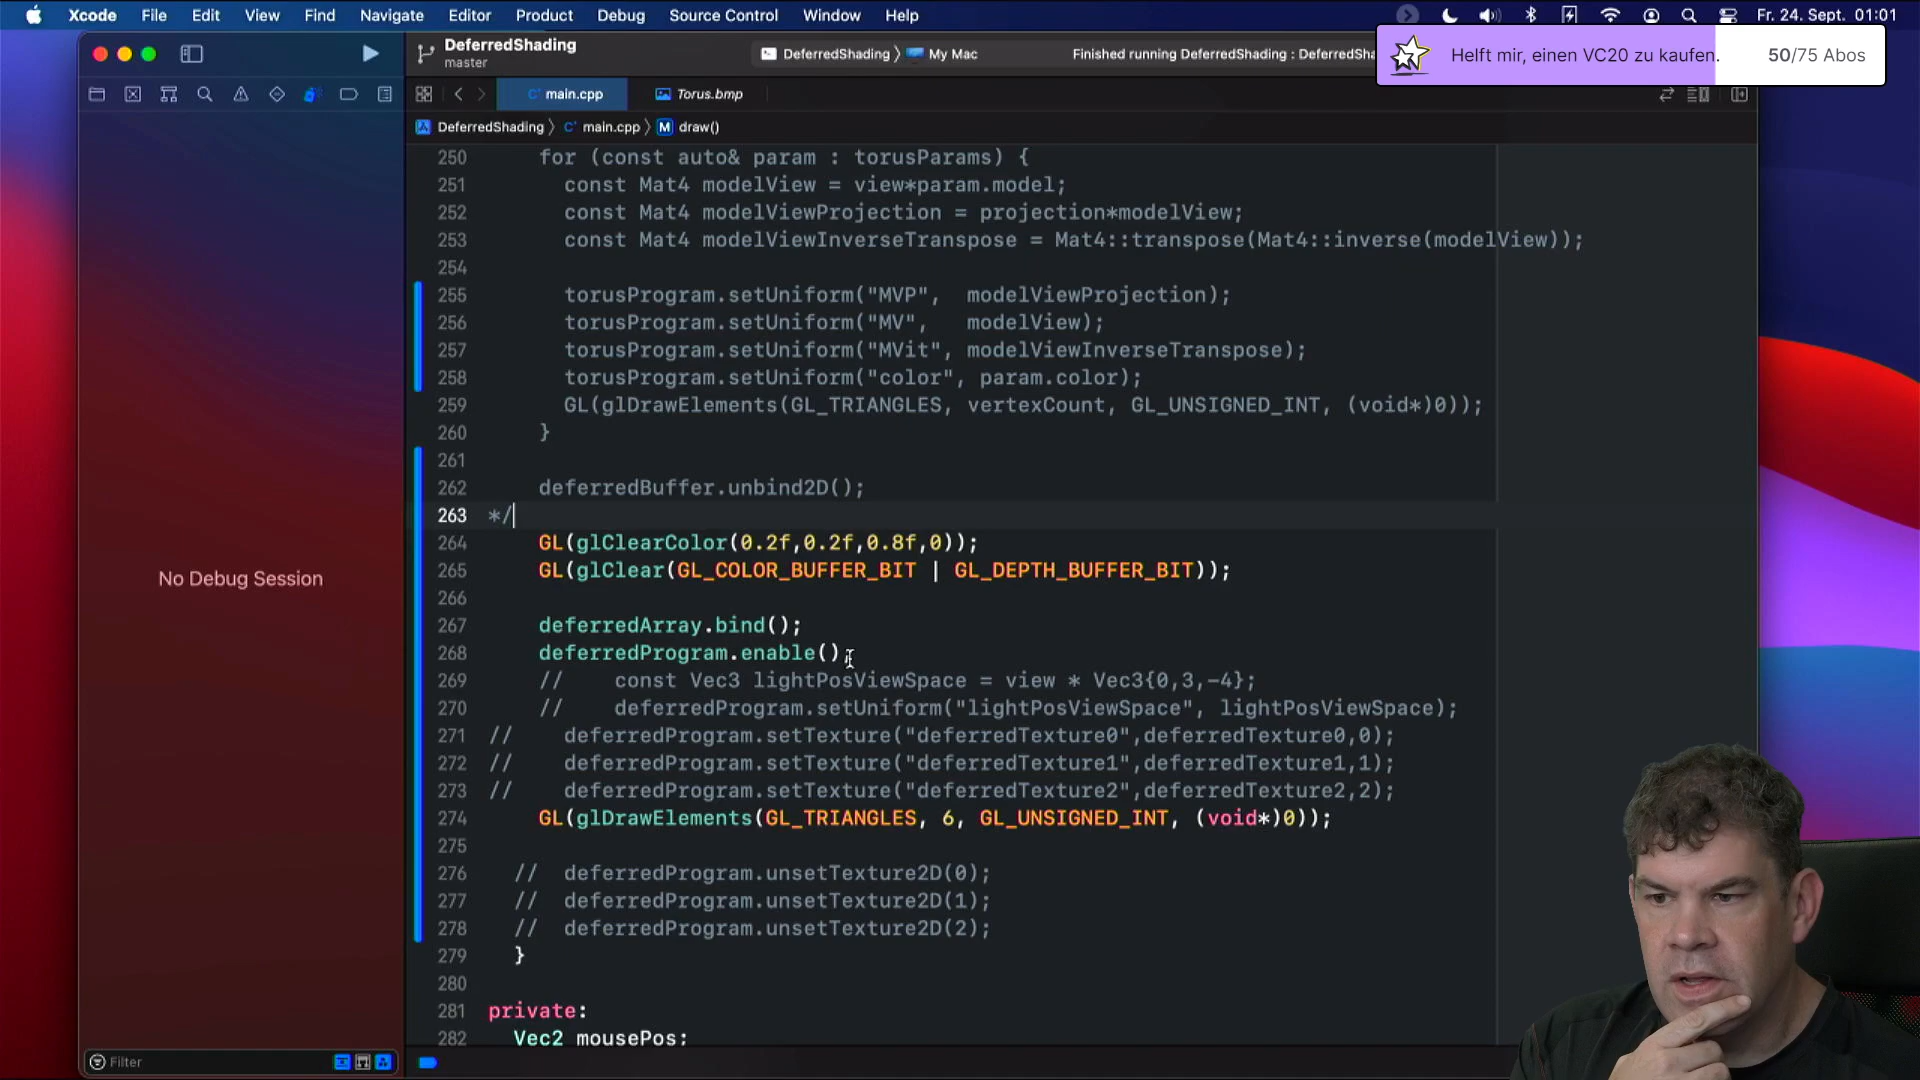 Xcode File Edit View Find Navigate Editor Product Debug Source Control Window Help Fr. 24. Sept. 01:01
Helft mir, einen VC20 zu kaufen. 50/75 Abos
DeferredShading
master
DeferredShading 〉 My Mac
Finished running DeferredShading : DeferredSha
main.cpp
Torus.bmp
DeferredShading 〉 main.cpp 〉 M draw()
250 for (const auto& param : torusParams) {
251 const Mat4 modelView = view*param.model;
252 const Mat4 modelViewProjection = projection*modelView;
253 const Mat4 modelViewInverseTranspose = Mat4::transpose(Mat4::inverse(modelView));
254
255 torusProgram.setUniform("MVP", modelViewProjection);
256 torusProgram.setUniform("MV", modelView);
257 torusProgram.setUniform("MVit", modelViewInverseTranspose);
258 torusProgram.setUniform("color", param.color);
259 GL(glDrawElements(GL_TRIANGLES, vertexCount, GL_UNSIGNED_INT, (void*)0));
260 }
261
262 deferredBuffer.unbind2D();
263 */
264 GL(glClearColor(0.2f,0.2f,0.8f,0));
265 GL(glClear(GL_COLOR_BUFFER_BIT | GL_DEPTH_BUFFER_BIT));
266
267 deferredArray.bind();
268 deferredProgram.enable();
269 // const Vec3 lightPosViewSpace = view * Vec3{0,3,-4};
270 // deferredProgram.setUniform("lightPosViewSpace", lightPosViewSpace);
271 // deferredProgram.setTexture("deferredTexture0",deferredTexture0,0);
272 // deferredProgram.setTexture("deferredTexture1",deferredTexture1,1);
273 // deferredProgram.setTexture("deferredTexture2",deferredTexture2,2);
274 GL(glDrawElements(GL_TRIANGLES, 6, GL_UNSIGNED_INT, (void*)0));
275
276 // deferredProgram.unsetTexture2D(0);
277 // deferredProgram.unsetTexture2D(1);
278 // deferredProgram.unsetTexture2D(2);
279 }
280
281 private:
282 Vec2 mousePos;
No Debug Session
Filter